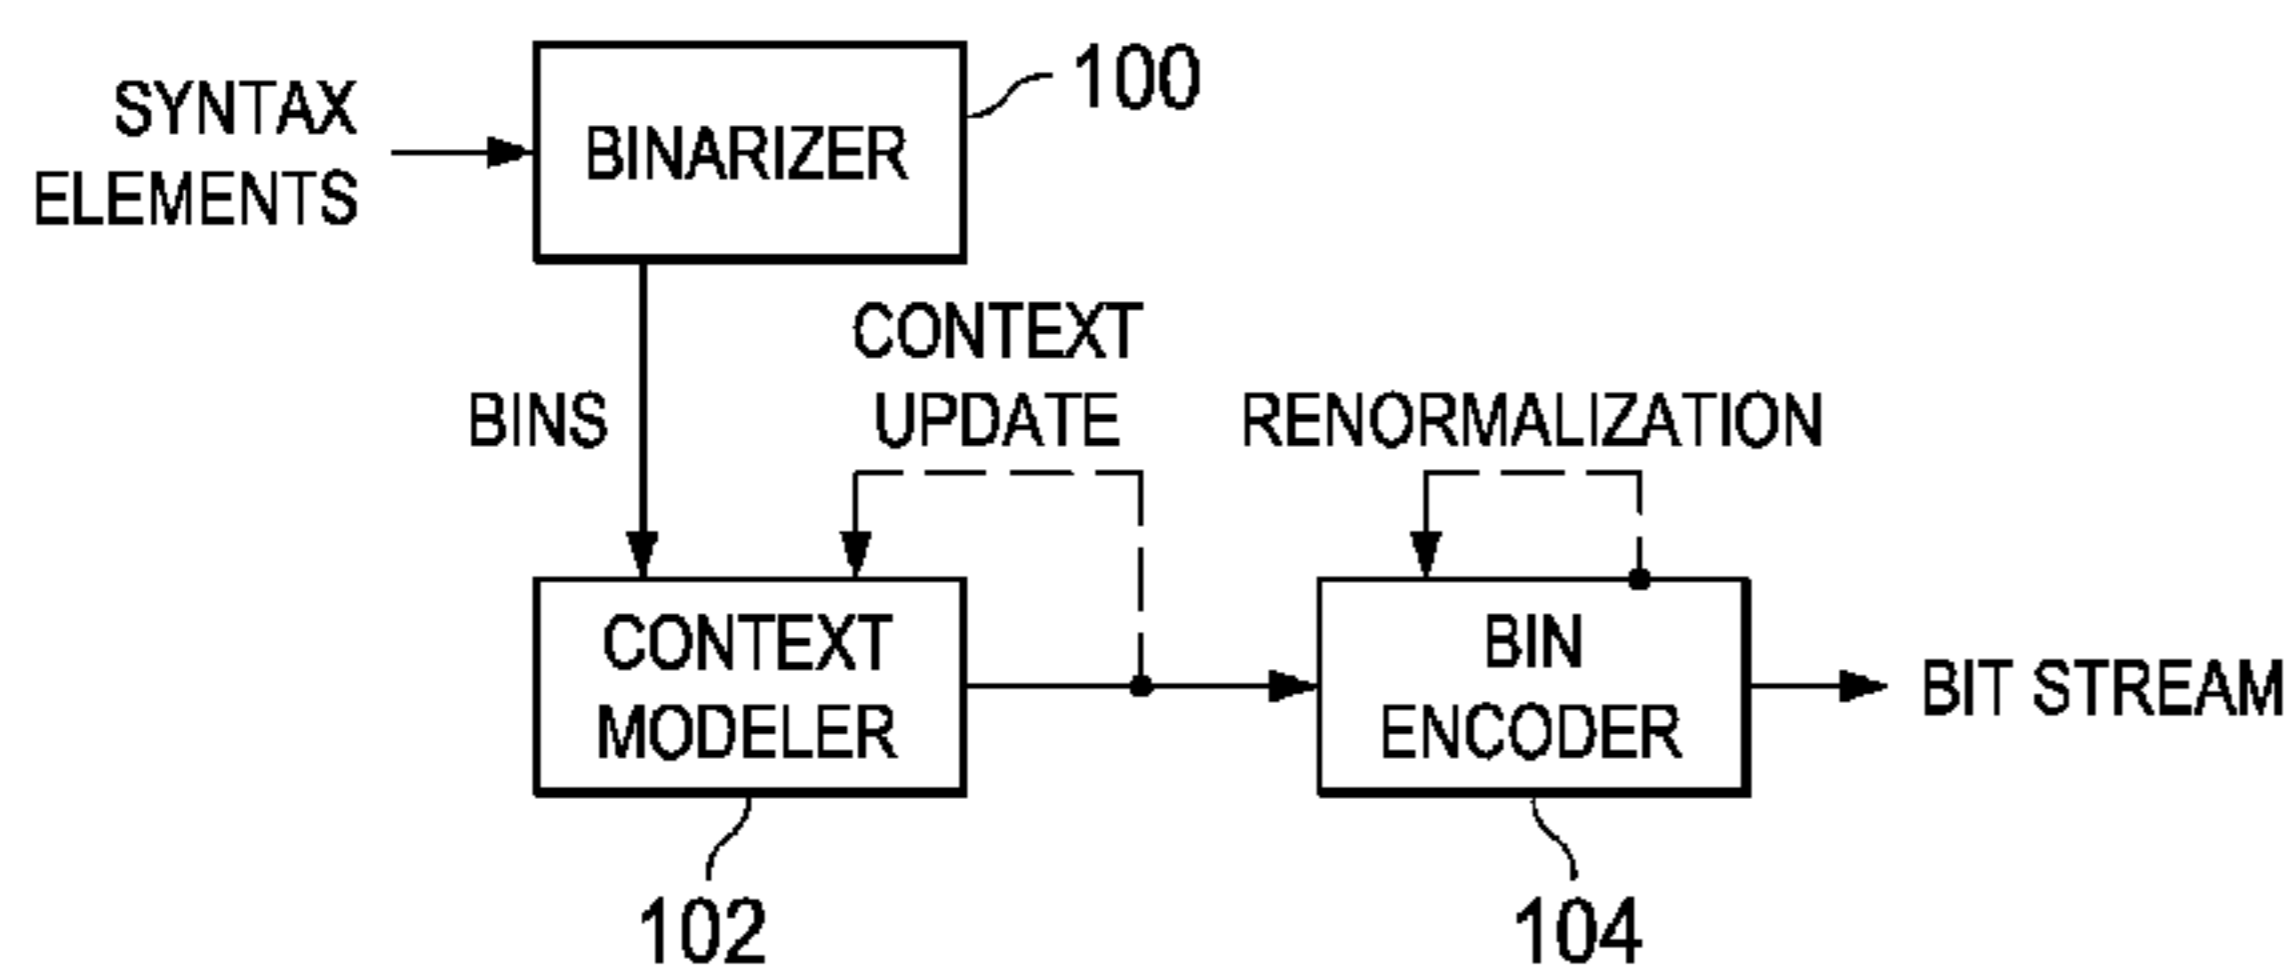 SYNTAX
ELEMENTS
BINARIZER
100
BINS
CONTEXT
UPDATE
RENORMALIZATION
CONTEXT
MODELER
BIN
ENCODER
BIT STREAM
102
104